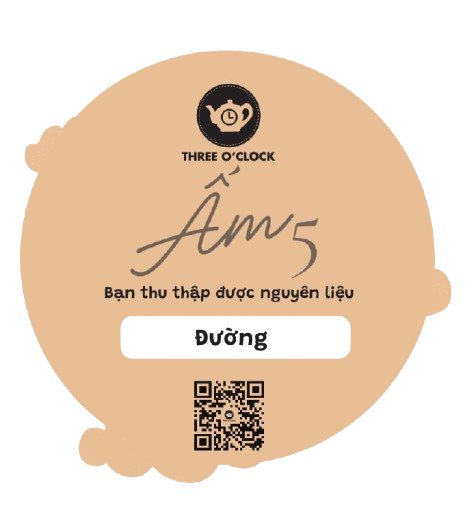 THREE O'CLOCK
Ấm 5
Bạn thu thập được nguyên liệu
Đường